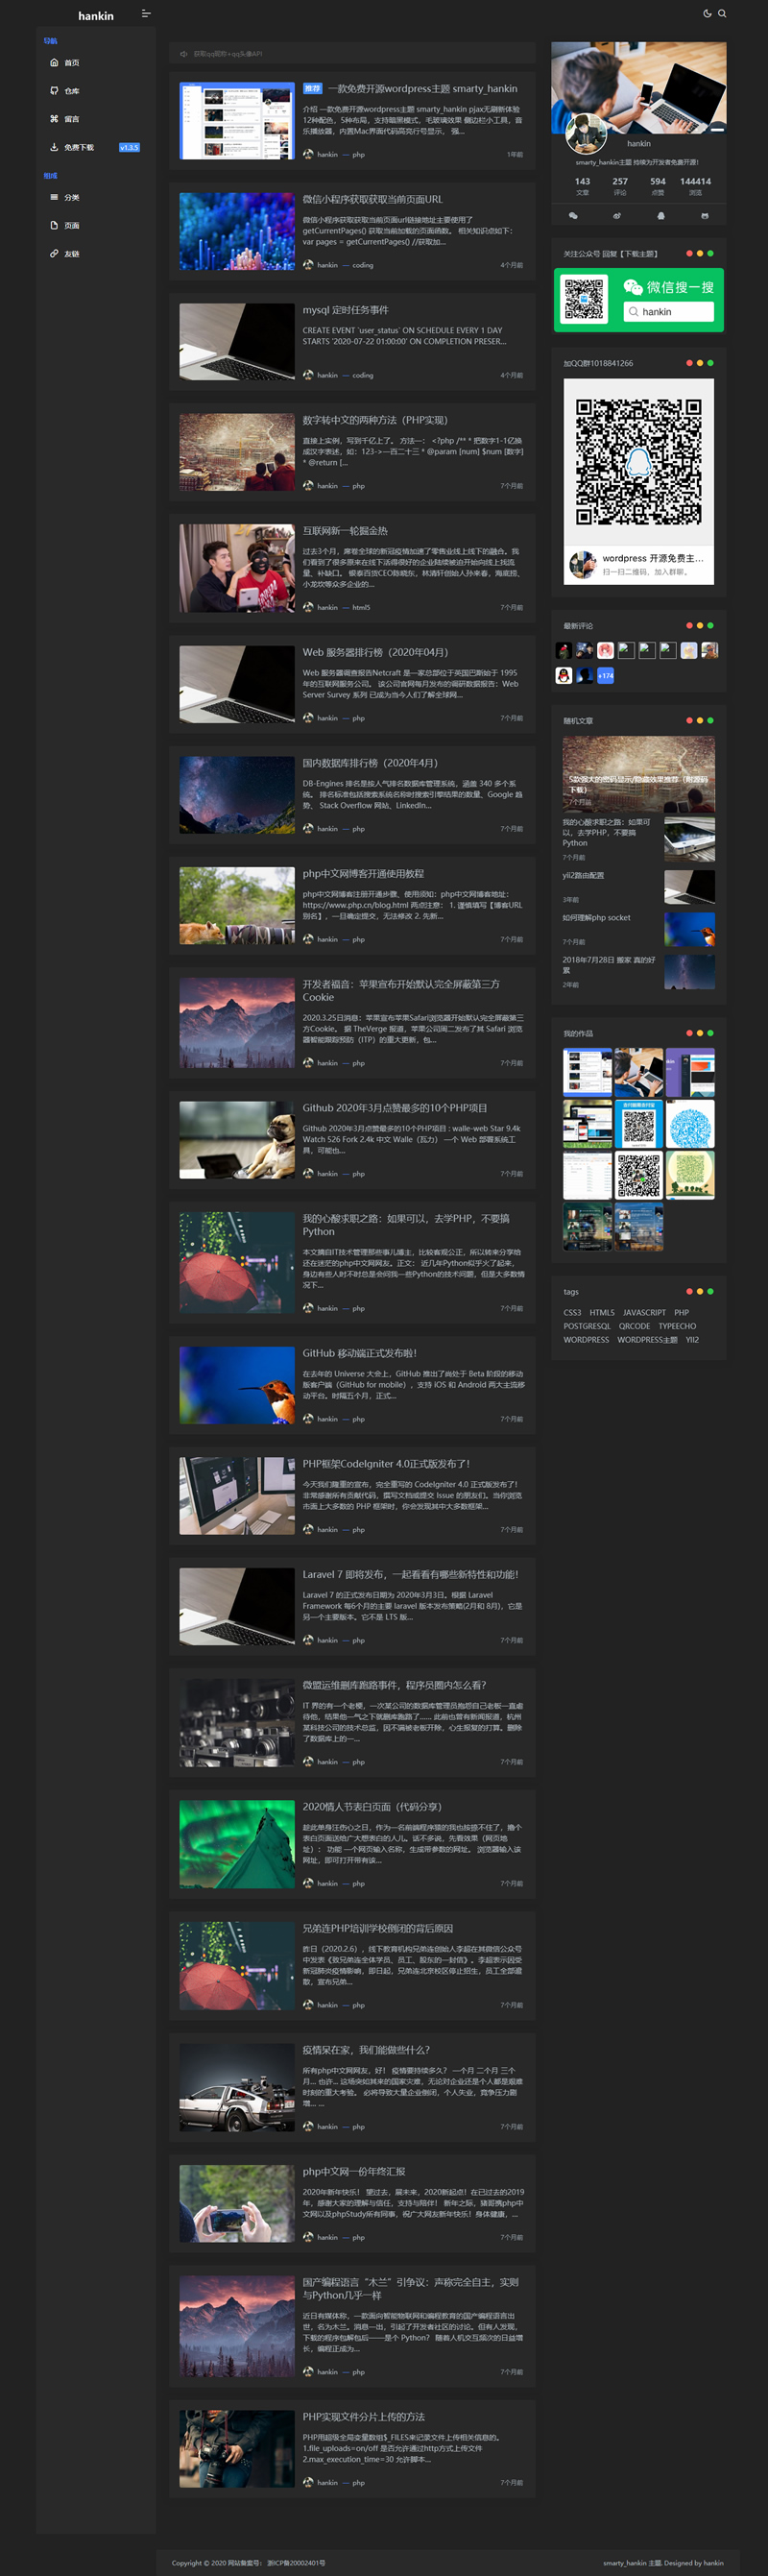 hankin
导航
首页
仓库
留言
免费下载 v1.3.5
组成
分类
页面
友链
获取qq昵称+qq头像API
推荐 一款免费开源wordpress主题 smarty_hankin
介绍 一款免费开源wordpress主题 smarty_hankin pjax无刷新体验
12种配色，5种布局，支持暗黑模式，毛玻璃效果 侧边栏小工具，音
乐播放器，内置Mac界面代码高亮行号显示， 强...
hankin — php 1年前
微信小程序获取获取当前页面URL
微信小程序获取获取当前页面url链接地址主要使用了
getCurrentPages() 获取当前加载的页面函数。 相关知识点如下：
var pages = getCurrentPages() //获取加...
hankin — coding 4个月前
mysql 定时任务事件
CREATE EVENT `user_status` ON SCHEDULE EVERY 1 DAY
STARTS '2020-07-22 01:00:00' ON COMPLETION PRESER...
hankin — coding 4个月前
数字转中文的两种方法（PHP实现）
直接上实例，写到千亿上了。 方法一： <?php /** * 把数字1-1亿换
成汉字表述，如：123->一百二十三 * @param [num] $num [数字]
* @return [...
hankin — php 7个月前
互联网新一轮掘金热
过去3个月，席卷全球的新冠疫情加速了零售业线上线下的融合。我
们看到了很多原来在线下活得很好的企业陆续被迫开始向线上找流
量、补缺口。 银泰百货CEO陈晓东，林清轩创始人孙来春，海底捞、
小龙坎等众多企业的...
hankin — html5 7个月前
Web 服务器排行榜（2020年04月）
Web 服务器调查报告Netcraft 是一家总部位于英国巴斯始于 1995
年的互联网服务公司。 该公司官网每月发布的调研数据报告：Web
Server Survey 系列 已成为当今人们了解全球网...
hankin — php 7个月前
国内数据库排行榜（2020年4月）
DB-Engines 排名是按人气排名数据库管理系统，涵盖 340 多个系
统。 排名标准包括搜索系统名称时搜索引擎结果的数量、Google 趋
势、 Stack Overflow 网站、LinkedIn...
hankin — php 7个月前
php中文网博客开通使用教程
php中文网博客注册开通步骤、使用须知：php中文网博客地址：
https://www.php.cn/blog.html 两点注意： 1. 谨慎填写【博客URL
别名】，一旦确定提交，无法修改 2. 先新...
hankin — php 7个月前
开发者福音：苹果宣布开始默认完全屏蔽第三方
Cookie
2020.3.25日消息：苹果宣布苹果Safari浏览器开始默认完全屏蔽第三
方Cookie。 据 TheVerge 报道，苹果公司周二发布了其 Safari 浏览
器智能跟踪预防（ITP）的重大更新，包...
hankin — php 7个月前
Github 2020年3月点赞最多的10个PHP项目
Github 2020年3月点赞最多的10个PHP项目 : walle-web Star 9.4k
Watch 526 Fork 2.4k 中文 Walle（瓦力） 一个 Web 部署系统工
具，可能也...
hankin — php 7个月前
我的心酸求职之路：如果可以，去学PHP，不要搞
Python
本文摘自IT技术管理那些事儿博主，比较客观公正，所以转来分享给
还在迷茫的php中文网网友。正文： 近几年Python似乎火了起来，
身边有些人时不时总是会问我一些Python的技术问题，但是大多数情
况下...
hankin — php 7个月前
GitHub 移动端正式发布啦！
在去年的 Universe 大会上，GitHub 推出了尚处于 Beta 阶段的移动
版客户端（GitHub for mobile），支持 iOS 和 Android 两大主流移
动平台。时隔五个月，正式...
hankin — php 7个月前
PHP框架CodeIgniter 4.0正式版发布了！
今天我们隆重的宣布，完全重写的 CodeIgniter 4.0 正式版发布了！
非常感谢所有贡献代码，撰写文档或提交 Issue 的朋友们。当你浏览
市面上大多数的 PHP 框架时，你会发现其中大多数框架...
hankin — php 7个月前
Laravel 7 即将发布，一起看看有哪些新特性和功能！
Laravel 7 的正式发布日期为 2020年3月3日。根据 Laravel
Framework 每6个月的主要 laravel 版本发布策略(2月和 8月)，它是
另一个主要版本。它不是 LTS 版...
hankin — php 7个月前
微盟运维删库跑路事件，程序员圈内怎么看？
IT 界的有一个老梗，一次某公司的数据库管理员抱怨自己老板一直虐
待他，结果他一气之下就删库跑路了...... 此前也曾有新闻报道，杭州
某科技公司的技术总监，因不满被老板开除、心生报复的打算。删除
了数据库上的一...
hankin — php 7个月前
2020情人节表白页面（代码分享）
趁此单身汪伤心之日，作为一名前端程序猿的我也按捺不住了，撸个
表白页面送给广大想表白的人儿。话不多说，先看效果（网页地
址）： 功能 一个网页输入名称，生成带参数的网址。 浏览器输入该
网址，即可打开带有该...
hankin — php 7个月前
兄弟连PHP培训学校倒闭的背后原因
昨日（2020.2.6），线下教育机构兄弟连创始人李超在其微信公众号
中发表《致兄弟连全体学员、员工、股东的一封信》。李超表示因受
新冠肺炎疫情影响，即日起，兄弟连北京校区停止招生，员工全部遣
散，宣布兄弟...
hankin — php 7个月前
疫情呆在家，我们能做些什么？
所有php中文网网友，好！ 疫情要持续多久？ 一个月 二个月 三个
月... 也许... 这场突如其来的国家灾难，无论对企业还是个人都是艰难
时刻的重大考验。 必将导致大量企业倒闭，个人失业，竞争压力剧
增... ...
hankin — php 7个月前
php中文网一份年终汇报
2020年新年快乐！ 望过去，展未来，2020新起点！在已过去的2019
年，感谢大家的理解与信任，支持与陪伴！ 新年之际，猪哥携php中
文网以及phpStudy所有同事，祝广大网友新年快乐！身体健康，...
hankin — php 7个月前
国产编程语言“木兰”引争议：声称完全自主，实则
与Python几乎一样
近日有媒体称，一款面向智能物联网和编程教育的国产编程语言出
世，名为木兰。消息一出，引起了开发者社区的讨论。但有人发现，
下载的程序包解包后——是个 Python？ 随着人机交互频次的日益增
长，编程正成为...
hankin — php 7个月前
PHP实现文件分片上传的方法
PHP用超级全局变量数组$_FILES来记录文件上传相关信息的。
1.file_uploads=on/off 是否允许通过http方式上传文件
2.max_execution_time=30 允许脚本...
hankin — php 7个月前
hankin
smarty_hankin主题 持续为开发者免费开源！
143 257 594 144414
文章 评论 点赞 浏览
关注公众号 回复【下载主题】
微信搜一搜
hankin
加QQ群1018841266
wordpress 开源免费主...
扫一扫二维码，加入群聊。
最新评论
+174
随机文章
5款强大的密码显示/隐藏效果推荐（附源码
下载）
7个月前
我的心酸求职之路：如果可
以，去学PHP，不要搞
Python
7个月前
yii2路由配置
3年前
如何理解php socket
7个月前
2018年7月28日 搬家 真的好
累
2年前
我的作品
tags
CSS3 HTML5 JAVASCRIPT PHP
POSTGRESQL QRCODE TYPEECHO
WORDPRESS WORDPRESS主题 YII2
Copyright © 2020 网站备案号： 浙ICP备20002401号
smarty_hankin 主题. Designed by hankin